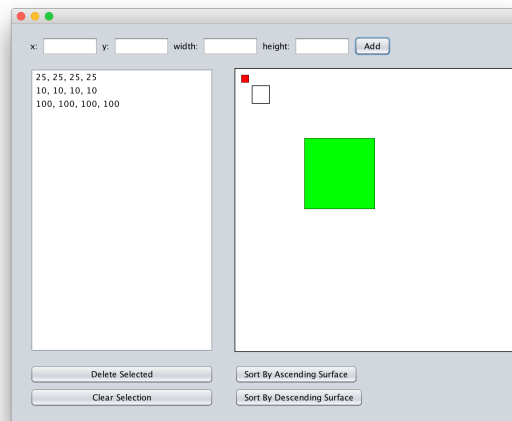 x: y: width: height: Add
25, 25, 25, 25
10, 10, 10, 10
100, 100, 100, 100
Delete Selected
Sort By Ascending Surface
Clear Selection
Sort By Descending Surface